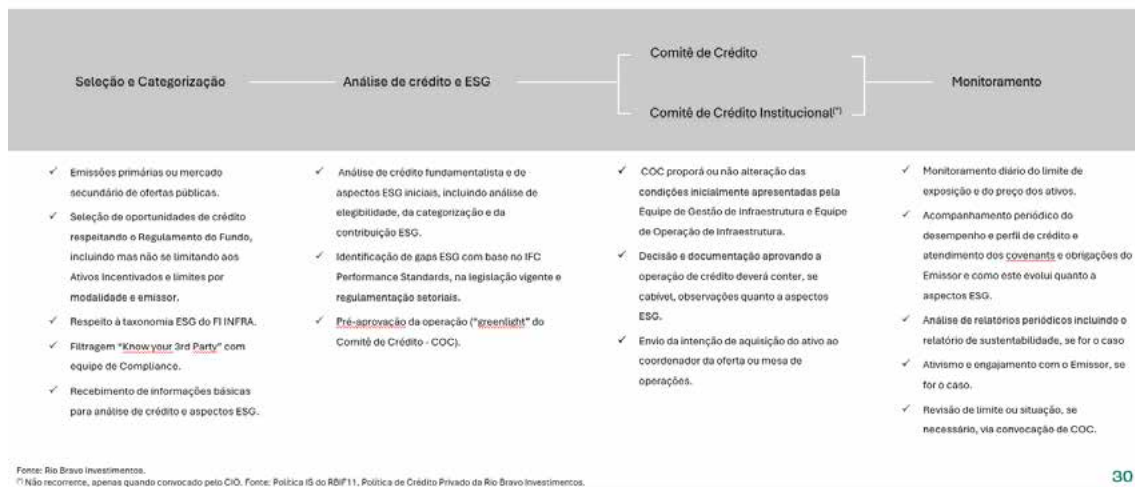 Seleção e Categorização
Análise de crédito e ESG
Comitê de Crédito
Comitê de Crédito Institucional(*)
Monitoramento
✓ Emissões primárias ou mercado
secundário de ofertas públicas.
✓ Seleção de oportunidades de crédito
respeitando o Regulamento do Fundo,
incluindo mas não se limitando aos
Ativos Incentivados e limites por
modalidade e emissor.
✓ Respeito à taxonomia ESG do FI INFRA.
✓ Filtragem “Know your 3rd Party” com
equipe de Compliance.
✓ Recebimento de informações básicas
para análise de crédito e aspectos ESG.
✓ Análise de crédito fundamentalista e de
aspectos ESG iniciais, incluindo análise de
elegibilidade, da categorização e da
contribuição ESG.
✓ Identificação de gaps ESG com base no IFC
Performance Standards, na legislação vigente e
regulamentação setoriais.
✓ Pré-aprovação da operação (“greenlight” do
Comitê de Crédito - COC).
✓ COC proporá ou não alteração das
condições inicialmente apresentadas pela
Equipe de Gestão de Infraestrutura e Equipe
de Operação de Infraestrutura.
✓ Decisão e documentação aprovando a
operação de crédito deverá conter, se
cabível, observações quanto a aspectos
ESG.
✓ Envio da intenção de aquisição do ativo ao
coordenador da oferta ou mesa de
operações.
✓ Monitoramento diário do limite de
exposição e do preço dos ativos.
✓ Acompanhamento periódico do
desempenho e perfil de crédito e
atendimento dos covenants e obrigações do
Emissor e como este evolui quanto a
aspectos ESG.
✓ Análise de relatórios periódicos incluindo o
relatório de sustentabilidade, se for o caso
✓ Ativismo e engajamento com o Emissor, se
for o caso.
✓ Revisão de limite ou situação, se
necessário, via convocação de COC.
Fonte: Rio Bravo Investimentos.
(*) Não recorrente, apenas quando convocado pelo CIO. Fonte: Política IS do RBIF11, Política de Crédito Privado da Rio Bravo Investimentos.
30